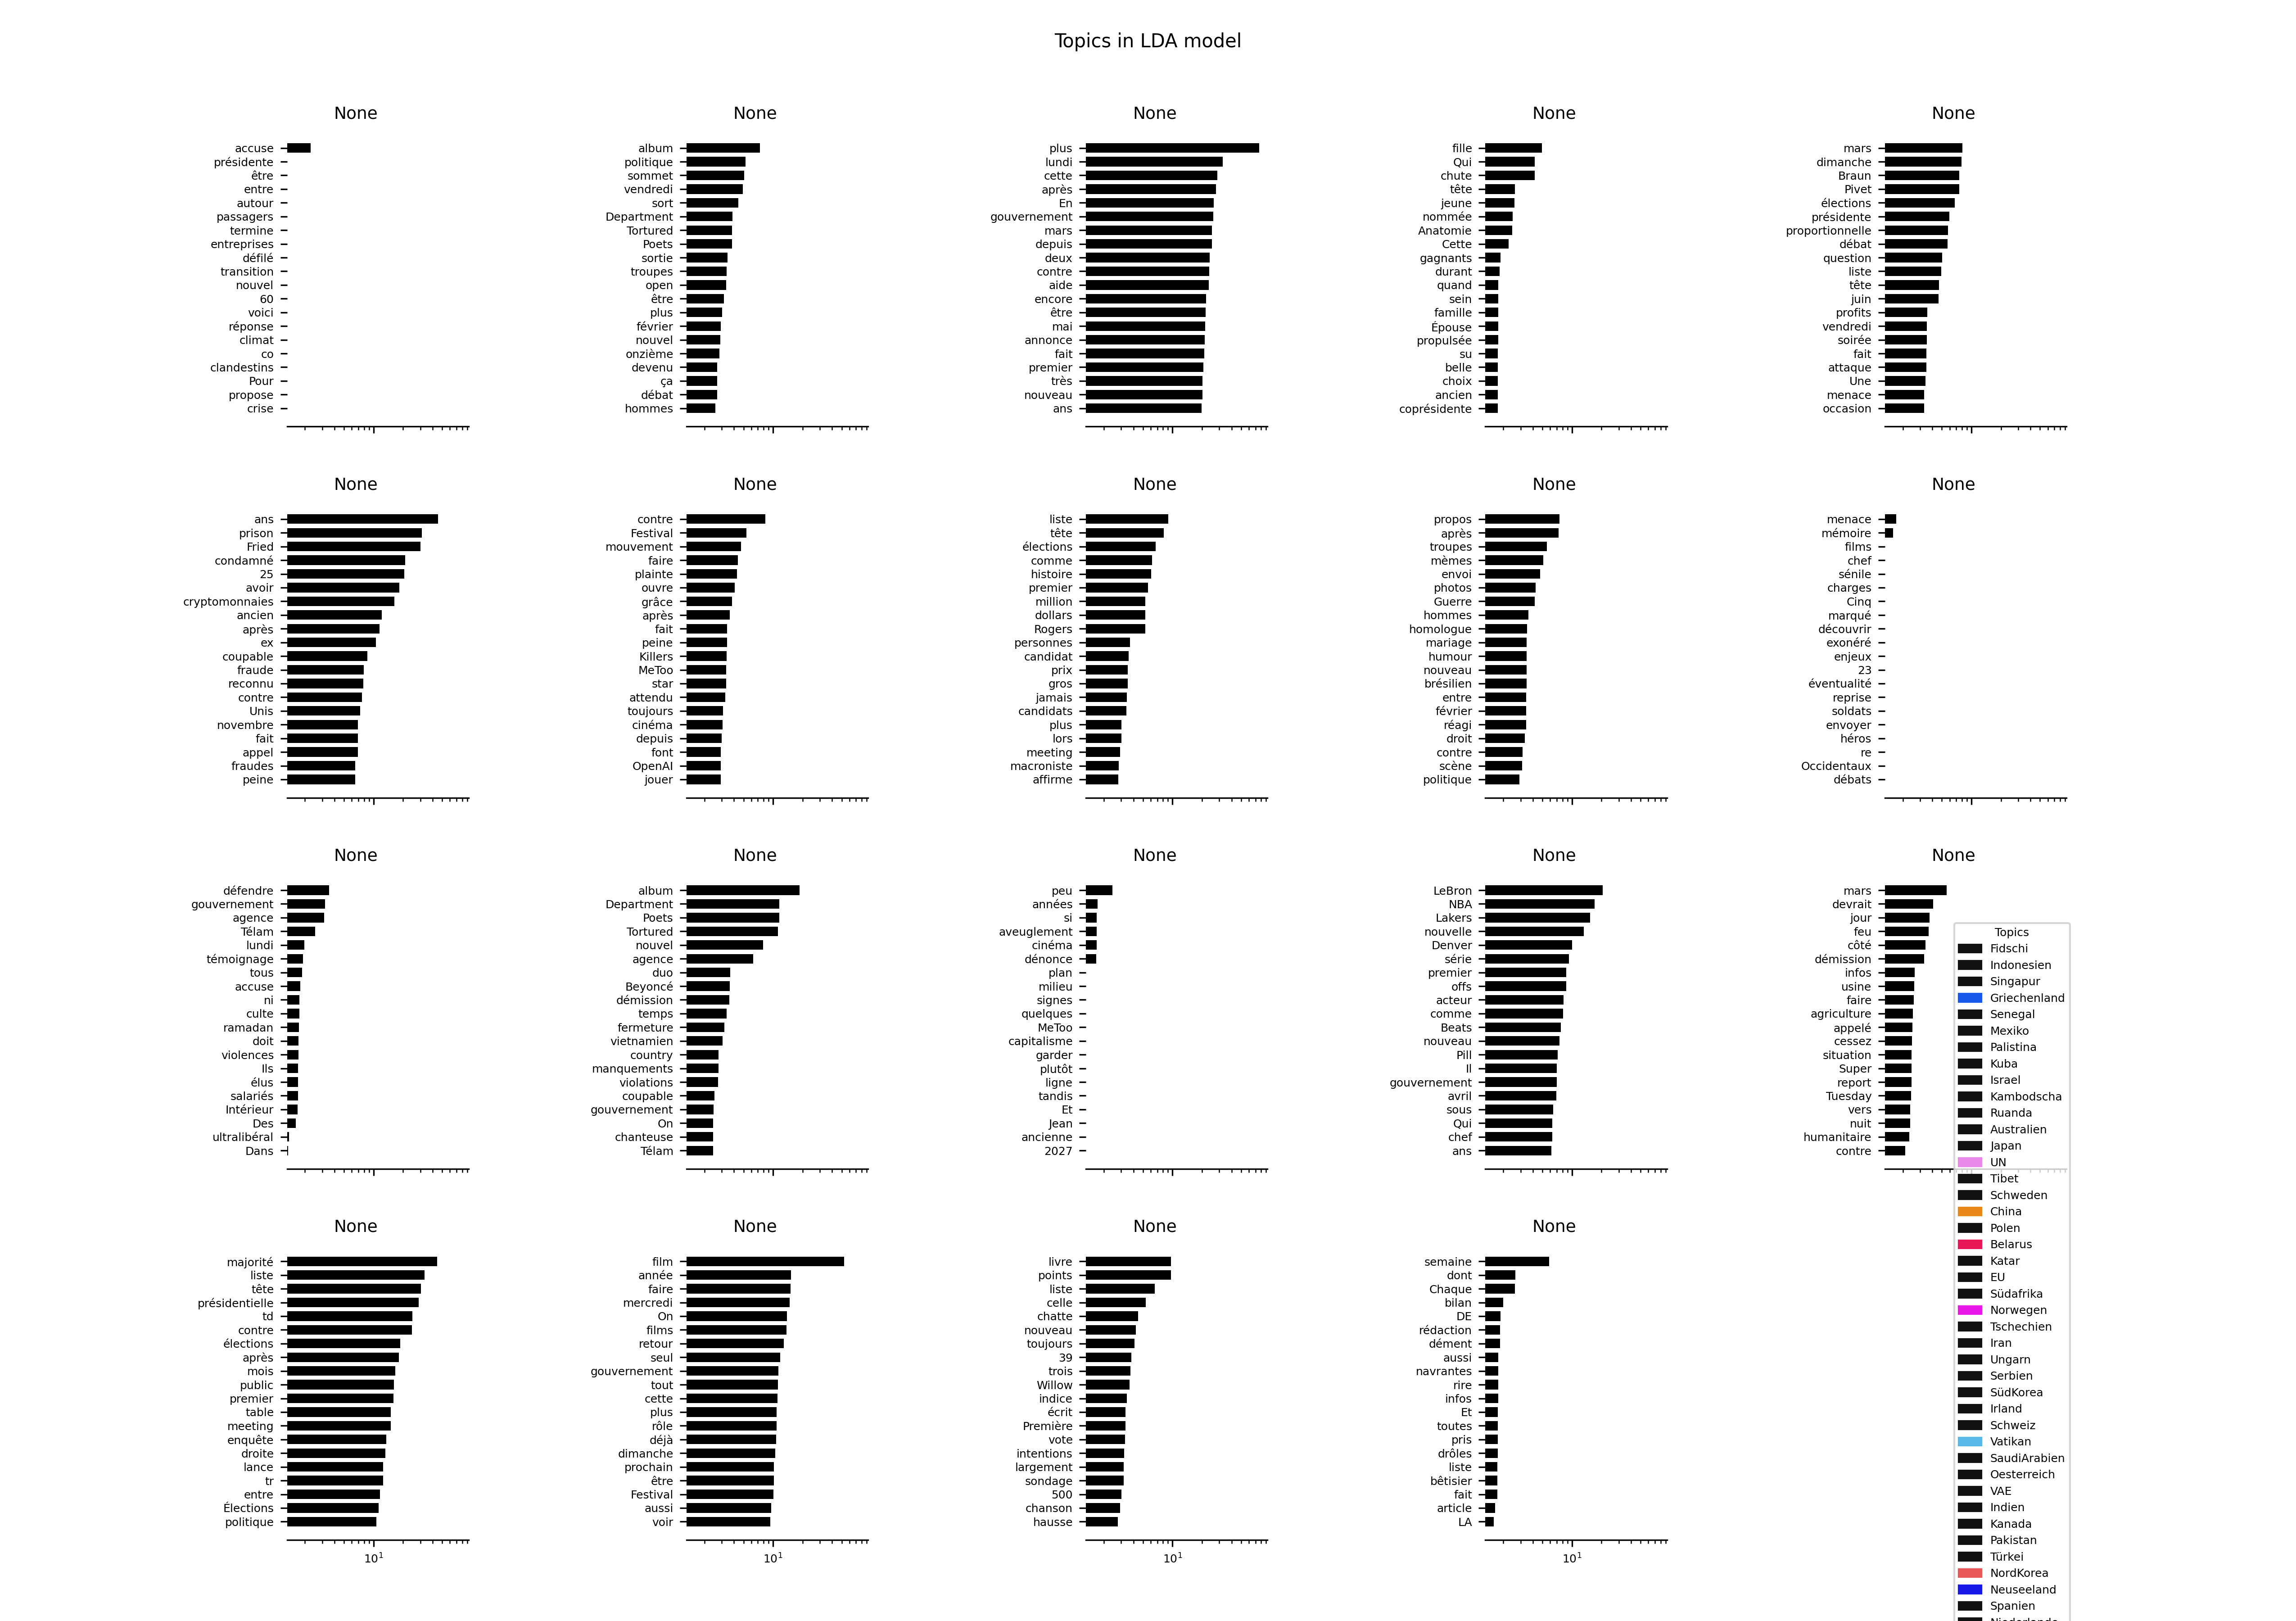 Topics in LDA model
None
accuse
présidente
être
entre
autour
passagers
termine
entreprises
défilé
transition
nouvel
60
voici
réponse
climat
co
clandestins
Pour
propose
crise
None
album
politique
sommet
vendredi
sort
Department
Tortured
Poets
sortie
troupes
open
être
plus
février
nouvel
onzième
devenu
ça
débat
hommes
None
plus
lundi
cette
après
En
gouvernement
mars
depuis
deux
contre
aide
encore
être
mai
annonce
fait
premier
très
nouveau
ans
None
fille
Qui
chute
tête
jeune
nommée
Anatomie
Cette
gagnants
durant
quand
sein
famille
Épouse
propulsée
su
belle
choix
ancien
coprésidente
None
mars
dimanche
Braun
Pivet
élections
présidente
proportionnelle
débat
question
liste
tête
juin
profits
vendredi
soirée
fait
attaque
Une
menace
occasion
None
ans
prison
Fried
condamné
25
avoir
cryptomonnaies
ancien
après
ex
coupable
fraude
reconnu
contre
Unis
novembre
fait
appel
fraudes
peine
None
contre
Festival
mouvement
faire
plainte
ouvre
grâce
après
fait
peine
Killers
MeToo
star
attendu
toujours
cinéma
depuis
font
OpenAI
jouer
None
liste
tête
élections
comme
histoire
premier
million
dollars
Rogers
personnes
candidat
prix
gros
jamais
candidats
plus
lors
meeting
macroniste
affirme
None
propos
après
troupes
mèmes
envoi
photos
Guerre
hommes
homologue
mariage
humour
nouveau
brésilien
entre
février
réagi
droit
contre
scène
politique
None
menace
mémoire
films
chef
sénile
charges
Cinq
marqué
découvrir
exonéré
enjeux
23
éventualité
reprise
soldats
envoyer
héros
re
Occidentaux
débats
None
défendre
gouvernement
agence
Télam
lundi
témoignage
tous
accuse
ni
culte
ramadan
doit
violences
Ils
élus
salariés
Intérieur
Des
ultralibéral
Dans
None
album
Department
Poets
Tortured
nouvel
agence
duo
Beyoncé
démission
temps
fermeture
vietnamien
country
manquements
violations
coupable
gouvernement
On
chanteuse
Télam
None
peu
années
si
aveuglement
cinéma
dénonce
plan
milieu
signes
quelques
MeToo
capitalisme
garder
plutôt
ligne
tandis
Et
Jean
ancienne
2027
None
LeBron
NBA
Lakers
nouvelle
Denver
série
premier
offs
acteur
comme
Beats
nouveau
Pill
Il
gouvernement
avril
sous
Qui
chef
ans
None
mars
devrait
jour
feu
côté
démission
infos
usine
faire
agriculture
appelé
cessez
situation
Super
report
Tuesday
vers
nuit
humanitaire
contre
None
majorité
liste
tête
présidentielle
td
contre
élections
après
mois
public
premier
table
meeting
enquête
droite
lance
tr
entre
Élections
politique
10¹
None
film
année
faire
mercredi
On
films
retour
seul
gouvernement
tout
cette
plus
rôle
déjà
dimanche
prochain
être
Festival
aussi
voir
10¹
None
livre
points
liste
celle
chatte
nouveau
toujours
39
trois
Willow
indice
écrit
Première
vote
intentions
largement
sondage
500
chanson
hausse
10¹
None
semaine
dont
Chaque
bilan
DE
rédaction
dément
aussi
navrantes
rire
infos
Et
toutes
pris
drôles
liste
bêtisier
fait
article
LA
10¹
Topics
Fidschi
Indonesien
Singapur
Griechenland
Senegal
Mexiko
Palistina
Kuba
Israel
Kambodscha
Ruanda
Australien
Japan
UN
Tibet
Schweden
China
Polen
Belarus
Katar
EU
Südafrika
Norwegen
Tschechien
Iran
Ungarn
Serbien
SüdKorea
Irland
Schweiz
Vatikan
SaudiArabien
Oesterreich
VAE
Indien
Kanada
Pakistan
Türkei
NordKorea
Neuseeland
Spanien